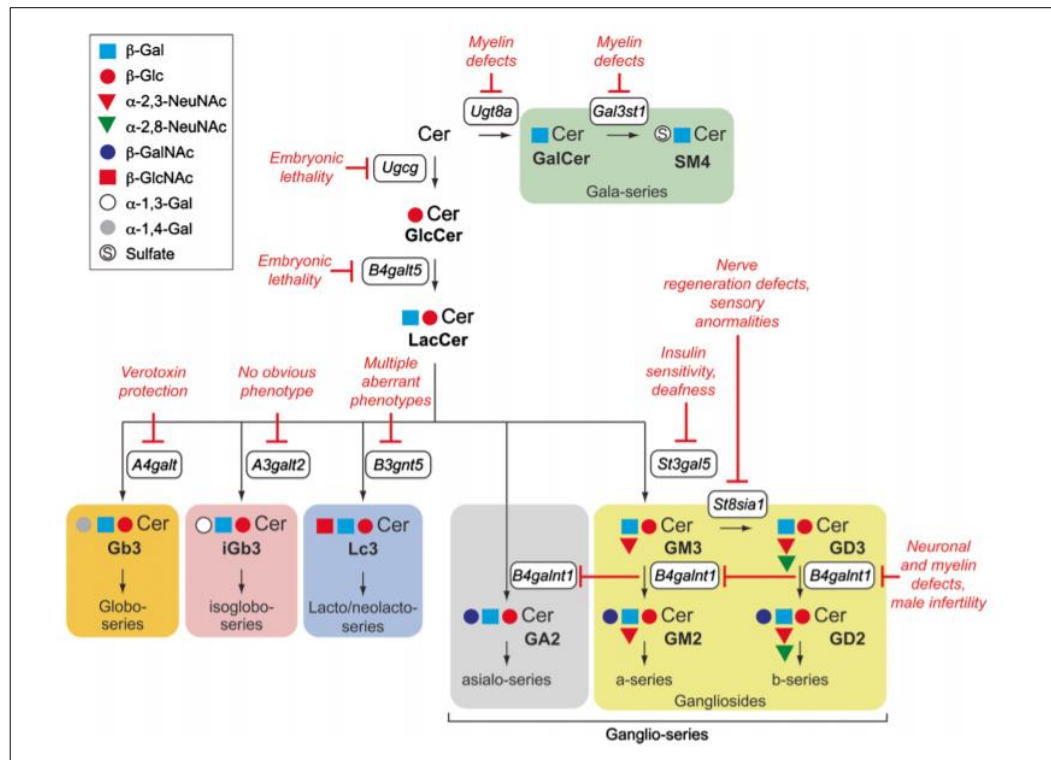 β-Gal
β-Glc
α-2,3-NeuNAc
α-2,8-NeuNAc
β-GalNAc
β-GlcNAc
α-1,3-Gal
α-1,4-Gal
S Sulfate
Myelin
defects
Myelin
defects
Ugt8a
Gal3st1
Cer
Cer
GalCer
S Cer
SM4
Gala-series
Embryonic
lethality
Ugcg
Cer
GlcCer
Embryonic
lethality
B4galt5
Cer
LacCer
Nerve
regeneration defects,
sensory
anormalities
Verotoxin
protection
No obvious
phenotype
Multiple
aberrant
phenotypes
Insulin
sensitivity,
deafness
A4galt
A3galt2
B3gnt5
St3gal5
St8sia1
Cer
Gb3
Globo-
series
Cer
iGb3
isoglobo-
series
Cer
Lc3
Lacto/neolacto-
series
Cer
GM3
Cer
GD3
B4galnt1
B4galnt1
B4galnt1
Neuronal
and myelin
defects,
male infertility
Cer
GA2
asialo-series
Cer
GM2
a-series
Cer
GD2
b-series
Gangliosides
Ganglio-series